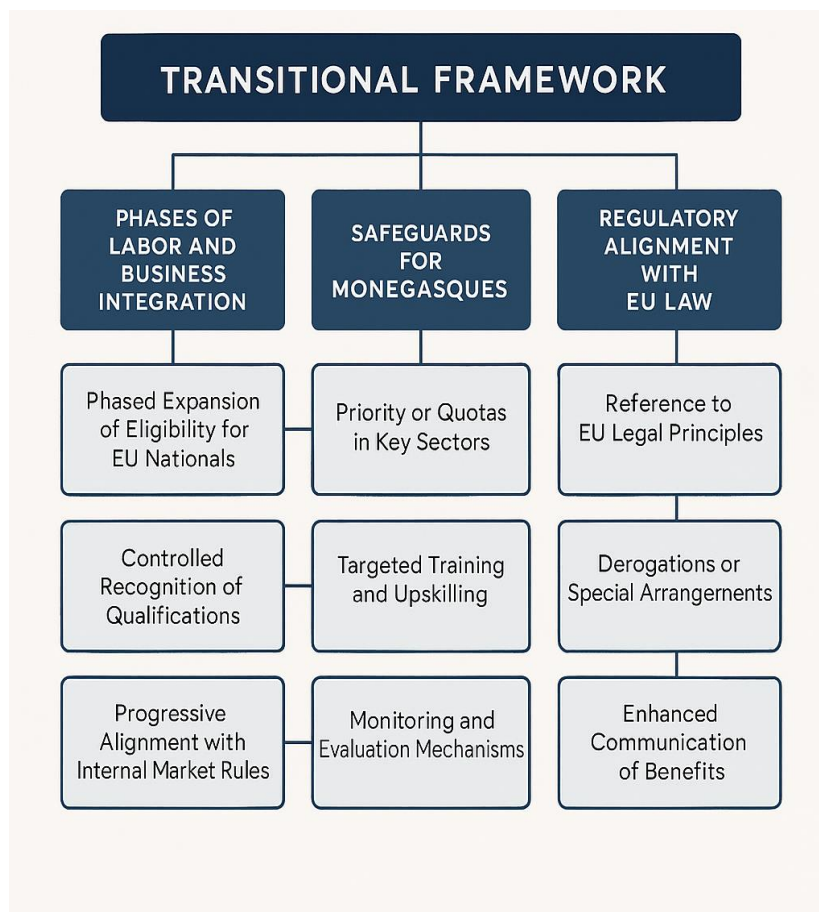 TRANSITIONAL FRAMEWORK
PHASES OF
LABOR AND
BUSINESS
INTEGRATION
SAFEGUARDS
FOR
MONEGASQUES
REGULATORY
ALIGNMENT
WITH
EU LAW
Phased Expansion
of Eligibility for
EU Nationals
Priority or Quotas
in Key Sectors
Reference to
EU Legal Principles
Controlled
Recognition of
Qualifications
Targeted Training
and Upskilling
Derogations or
Special Arrangements
Progressive
Alignment with
Internal Market Rules
Monitoring and
Evaluation Mechanisms
Enhanced
Communication
of Benefits